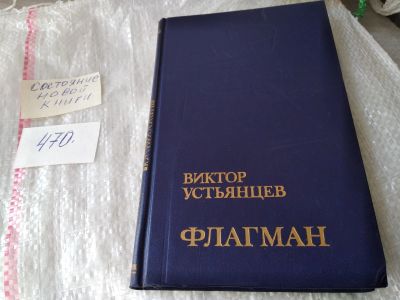 Состояние
новой
книги
470.
ВИКТОР
УСТЬЯНЦЕВ
ФЛАГМАН